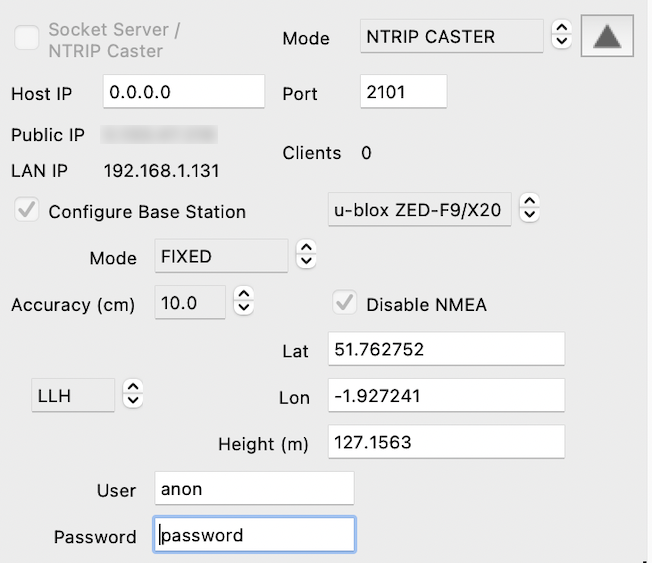 Socket Server /
NTRIP Caster
Mode NTRIP CASTER
Host IP 0.0.0.0 Port 2101
Public IP
LAN IP 192.168.1.131
Clients 0
Configure Base Station u-blox ZED-F9/X20
Mode FIXED
Accuracy (cm) 10.0 Disable NMEA
Lat 51.762752
LLH Lon -1.927241
Height (m) 127.1563
User anon
Password password